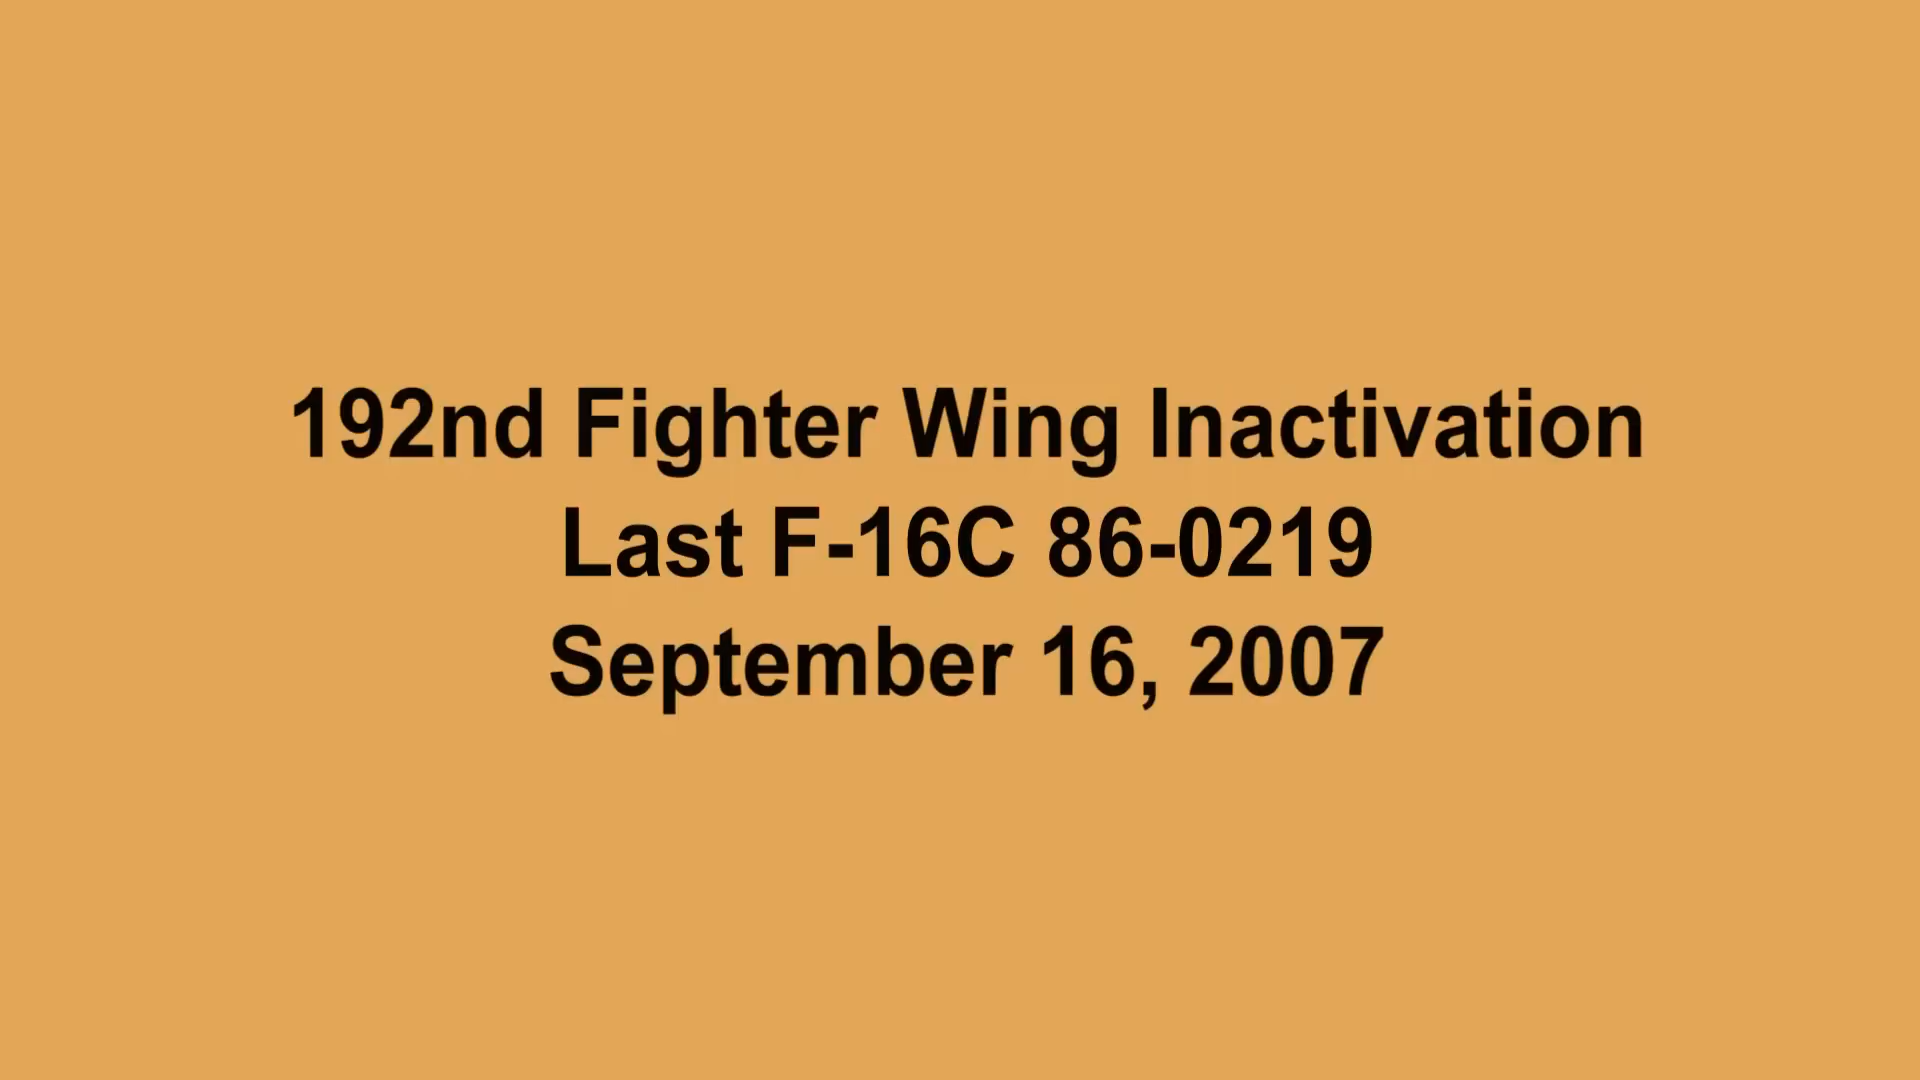 192nd Fighter Wing Inactivation
Last F-16C 86-0219
September 16, 2007